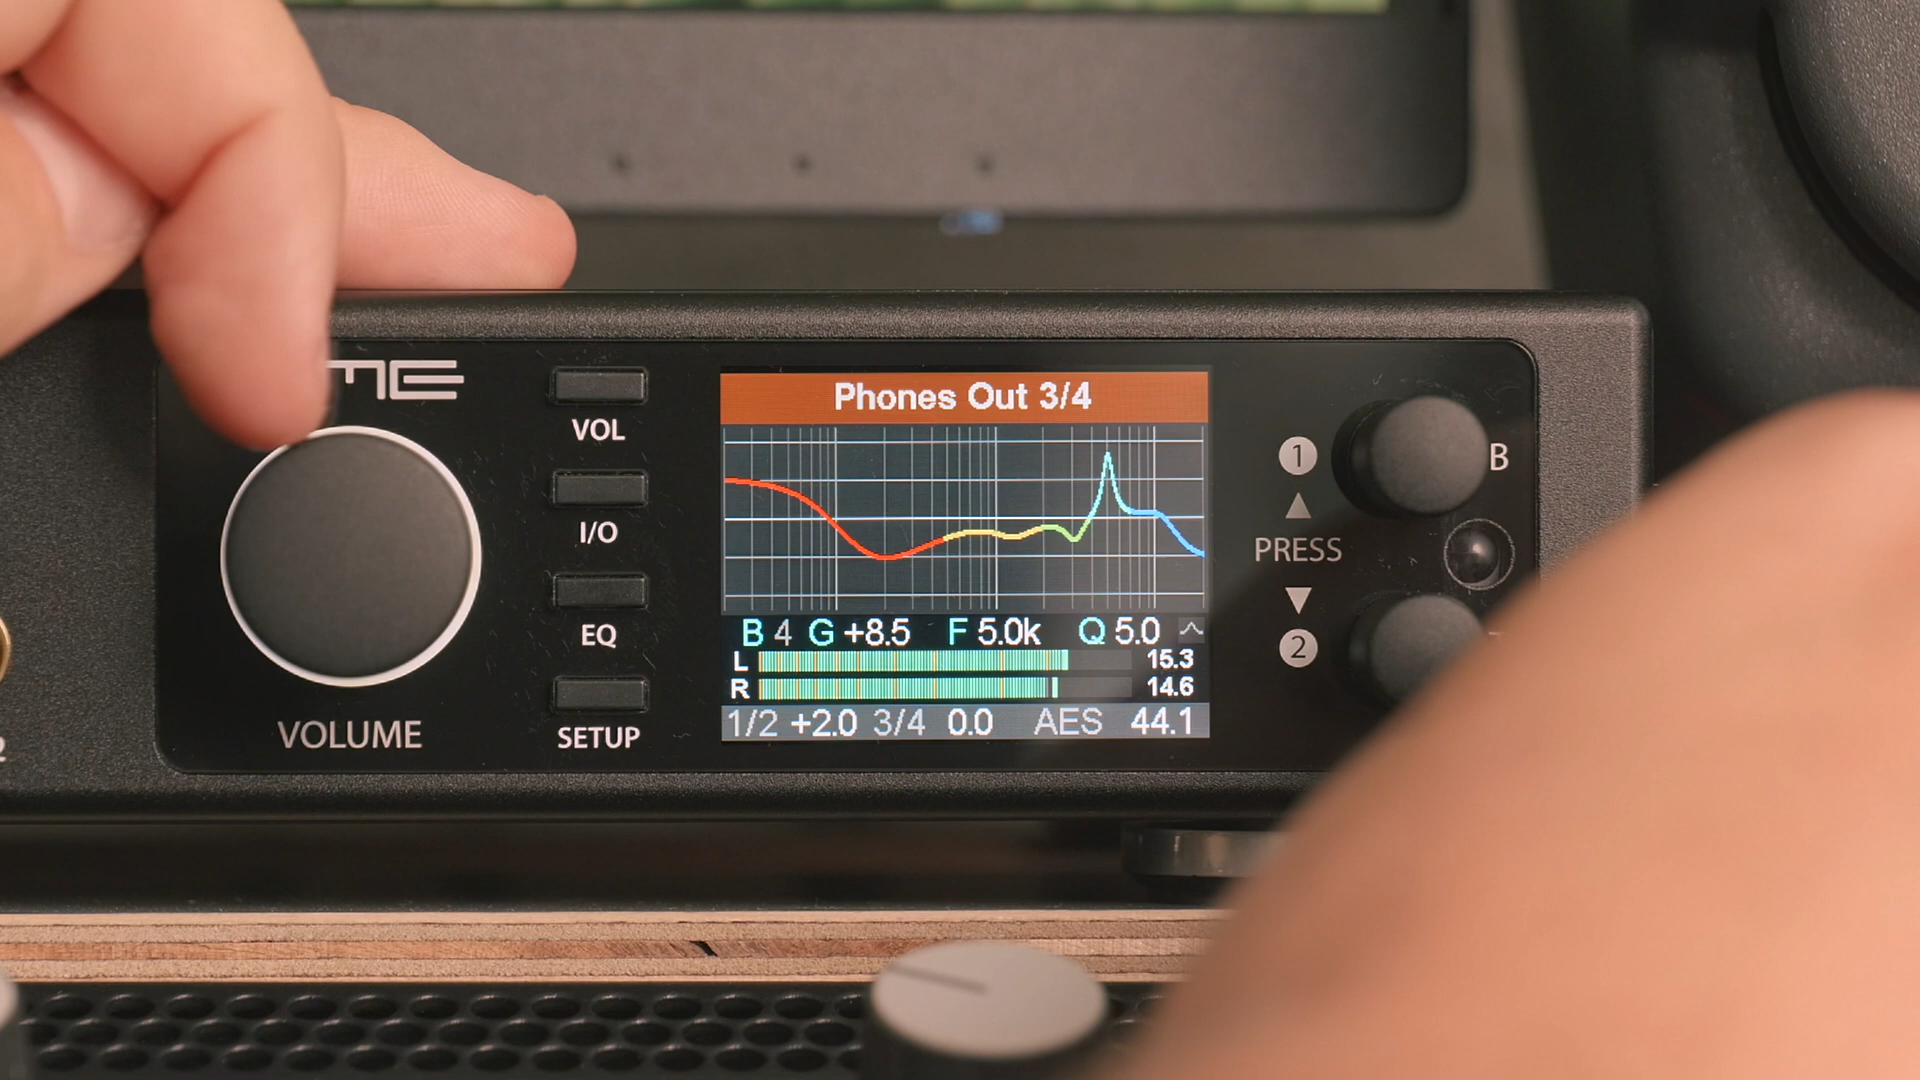 VOL
I/O
EQ
SETUP
VOLUME
Phones Out 3/4
B 4 G +8.5 F 5.0k Q 5.0
L 15.3
R 14.6
1/2 +2.0 3/4 0.0 AES 44.1
1 B
PRESS
2